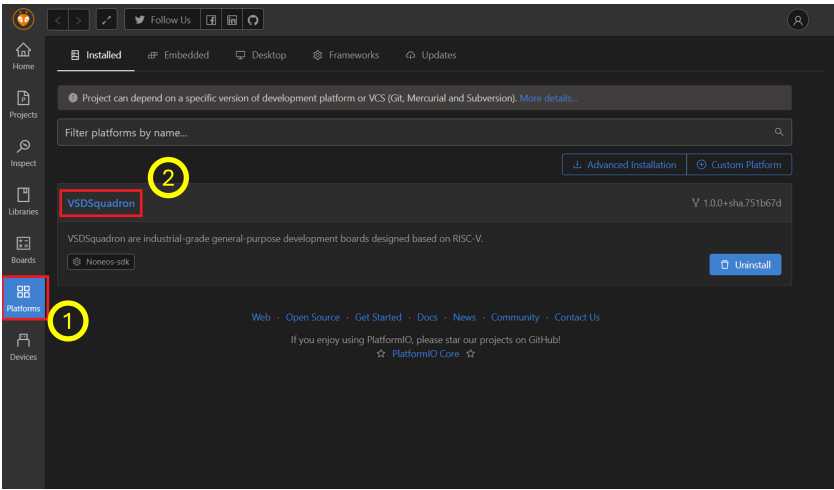 Follow Us
Home
Installed
Embedded
Desktop
Frameworks
Updates
Projects
Project can depend on a specific version of development platform or VCS (Git, Mercurial and Subversion). More details...
Filter platforms by name...
Inspect
Advanced Installation
Custom Platform
2
Libraries
VSDSquadron
1.0.0+sha.751b67d
VSDSquadron are industrial-grade general-purpose development boards designed based on RISC-V.
Boards
Noneos-sdk
Uninstall
Platforms
1
Web · Open Source · Get Started · Docs · News · Community · Contact Us
If you enjoy using PlatformIO, please star our projects on GitHub!
PlatformIO Core
Devices